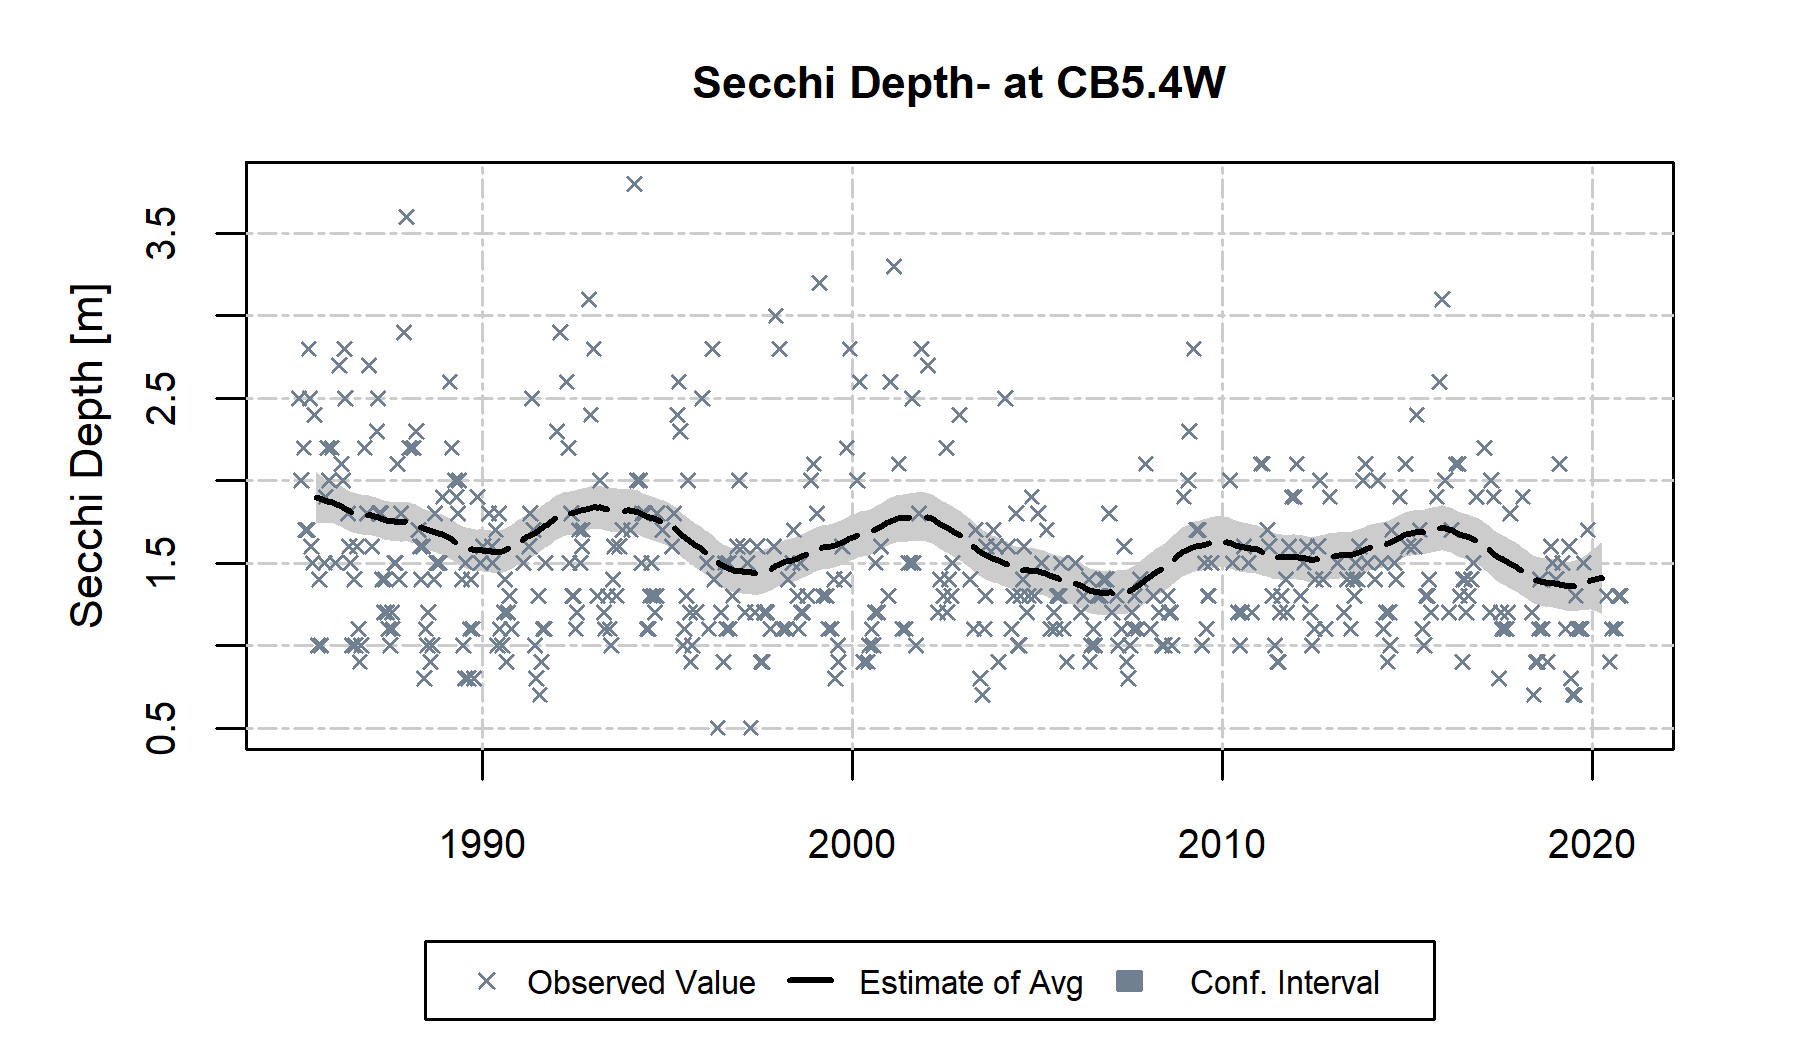 Secchi Depth- at CB5.4W
Secchi Depth [m]
3.5
2.5
1.5
0.5
1990 2000 2010 2020
Observed Value Estimate of Avg Conf. Interval